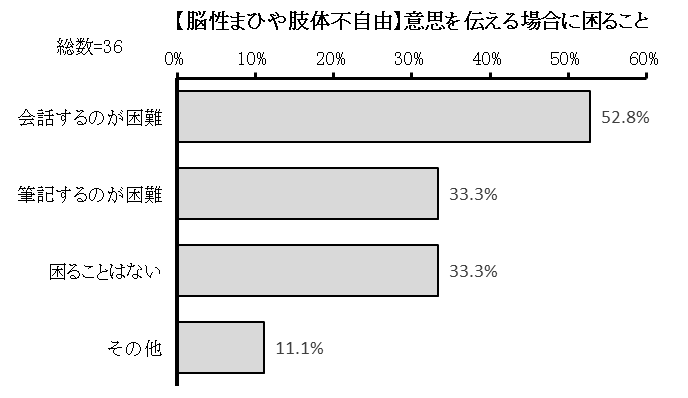 【脳性まひや肢体不自由】意思を伝える場合に困ること
総数=36
0% 10% 20% 30% 40% 50% 60%
会話するのが困難 52.8%
筆記するのが困難 33.3%
困ることはない 33.3%
その他 11.1%